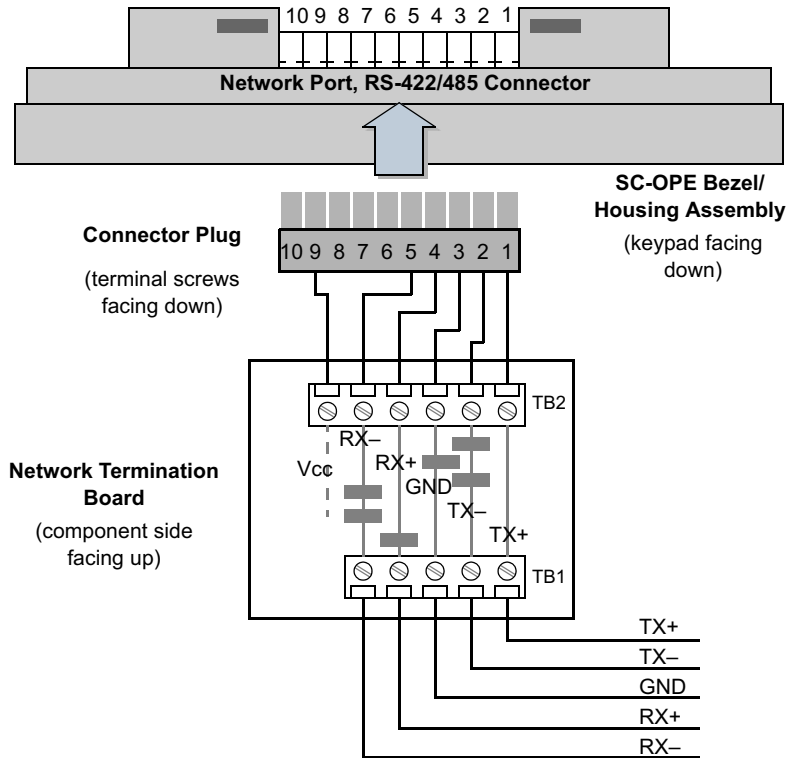 10 9 8 7 6 5 4 3 2 1
Network Port, RS-422/485 Connector
SC-OPE Bezel/
Housing Assembly
(keypad facing
down)
Connector Plug
(terminal screws
facing down)
10 9 8 7 6 5 4 3 2 1
TB2
RX–
Vcc
RX+
GND
TX–
TX+
Network Termination
Board
(component side
facing up)
TB1
TX+
TX–
GND
RX+
RX–